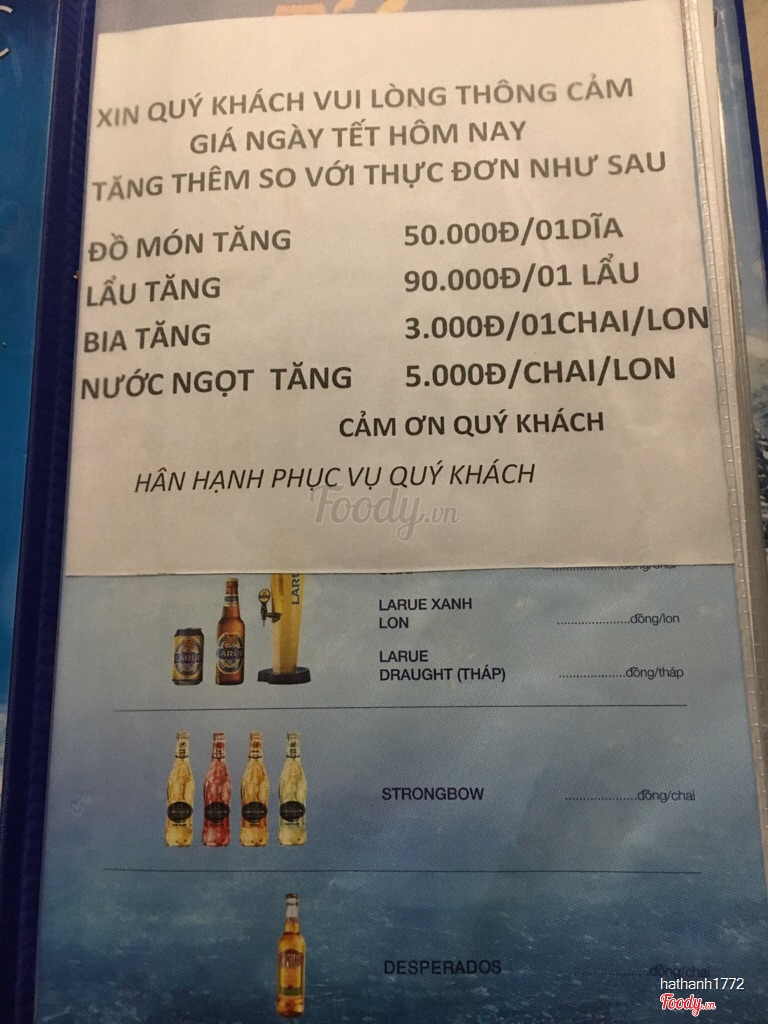 XIN QUÝ KHÁCH VUI LÒNG THÔNG CẢM
GIÁ NGÀY TẾT HÔM NAY
TĂNG THÊM SO VỚI THỰC ĐƠN NHƯ SAU
ĐỒ MÓN TĂNG 50.000Đ/01DĨA
LẨU TĂNG 90.000Đ/01 LẨU
BIA TĂNG 3.000Đ/01CHAI/LON
NƯỚC NGỌT TĂNG 5.000Đ/CHAI/LON
CẢM ƠN QUÝ KHÁCH
HÂN HẠNH PHỤC VỤ QUÝ KHÁCH
Foody.vn
LARUE XANH
LON .....................đồng/lon
LARUE
DRAUGHT (THÁP) ....................đồng/tháp
STRONGBOW .....................đồng/chai
DESPERADOS .....................đồng/chai
hathanh1772
Foody.vn